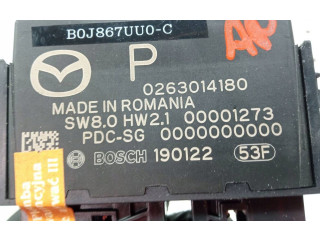 B0J867UU0-C
P
0263014180
MADE IN ROMANIA
SW8.0 HW2.1 00001273
PDC-SG 0000000000
BOSCH 190122 53F